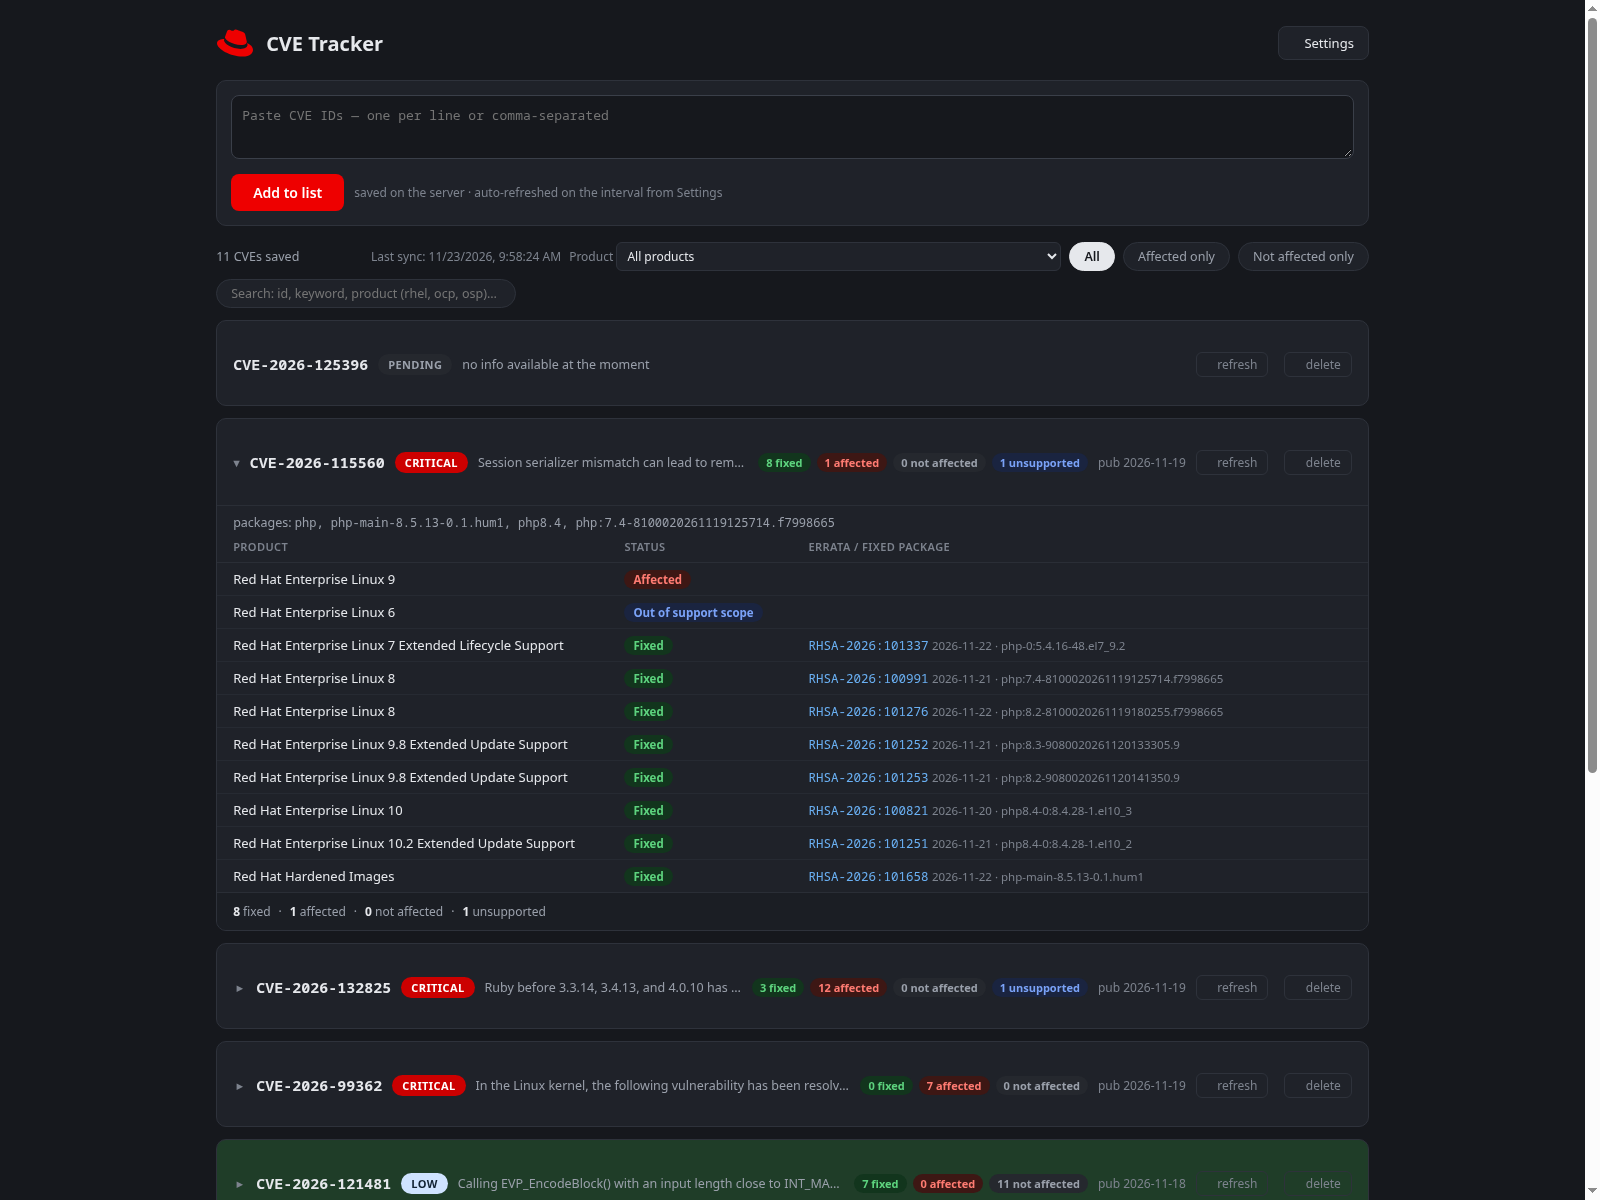 CVE Tracker
Settings
Paste CVE IDs — one per line or comma-separated
Add to list saved on the server · auto-refreshed on the interval from Settings
11 CVEs saved Last sync: 11/23/2026, 9:58:24 AM Product All products All Affected only Not affected only
Search: id, keyword, product (rhel, ocp, osp)...
CVE-2026-125396 PENDING no info available at the moment refresh delete
▾ CVE-2026-115560 CRITICAL Session serializer mismatch can lead to rem... 8 fixed 1 affected 0 not affected 1 unsupported pub 2026-11-19 refresh delete
packages: php, php-main-8.5.13-0.1.hum1, php8.4, php:7.4-8100020261119125714.f7998665
PRODUCT STATUS ERRATA / FIXED PACKAGE
Red Hat Enterprise Linux 9 Affected
Red Hat Enterprise Linux 6 Out of support scope
Red Hat Enterprise Linux 7 Extended Lifecycle Support Fixed RHSA-2026:101337 2026-11-22 · php-0:5.4.16-48.el7_9.2
Red Hat Enterprise Linux 8 Fixed RHSA-2026:100991 2026-11-21 · php:7.4-8100020261119125714.f7998665
Red Hat Enterprise Linux 8 Fixed RHSA-2026:101276 2026-11-22 · php:8.2-8100020261119180255.f7998665
Red Hat Enterprise Linux 9.8 Extended Update Support Fixed RHSA-2026:101252 2026-11-21 · php:8.3-9080020261120133305.9
Red Hat Enterprise Linux 9.8 Extended Update Support Fixed RHSA-2026:101253 2026-11-21 · php:8.2-9080020261120141350.9
Red Hat Enterprise Linux 10 Fixed RHSA-2026:100821 2026-11-20 · php8.4-0:8.4.28-1.el10_3
Red Hat Enterprise Linux 10.2 Extended Update Support Fixed RHSA-2026:101251 2026-11-21 · php8.4-0:8.4.28-1.el10_2
Red Hat Hardened Images Fixed RHSA-2026:101658 2026-11-22 · php-main-8.5.13-0.1.hum1
8 fixed · 1 affected · 0 not affected · 1 unsupported
▸ CVE-2026-132825 CRITICAL Ruby before 3.3.14, 3.4.13, and 4.0.10 has ... 3 fixed 12 affected 0 not affected 1 unsupported pub 2026-11-19 refresh delete
▸ CVE-2026-99362 CRITICAL In the Linux kernel, the following vulnerability has been resolv... 0 fixed 7 affected 0 not affected pub 2026-11-19 refresh delete
▸ CVE-2026-121481 LOW Calling EVP_EncodeBlock() with an input length close to INT_MA... 7 fixed 0 affected 11 not affected pub 2026-11-18 refresh delete